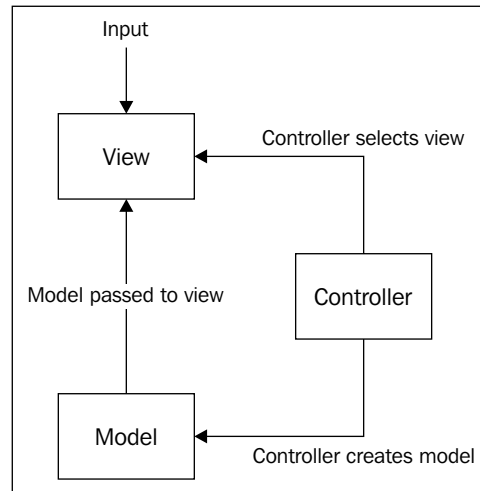 Input
View
Controller selects view
Model passed to view
Controller
Model
Controller creates model